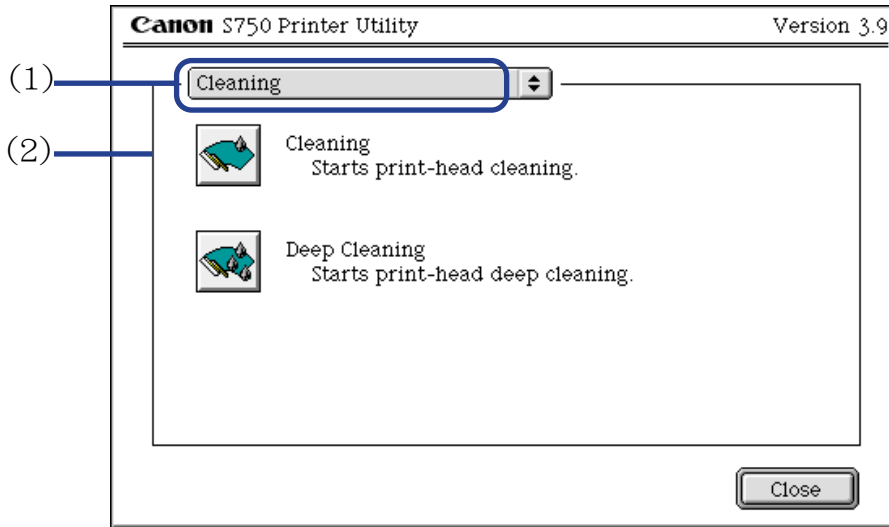 Canon S750 Printer Utility Version 3.9
(1) Cleaning
(2)
Cleaning
Starts print-head cleaning.
Deep Cleaning
Starts print-head deep cleaning.
Close